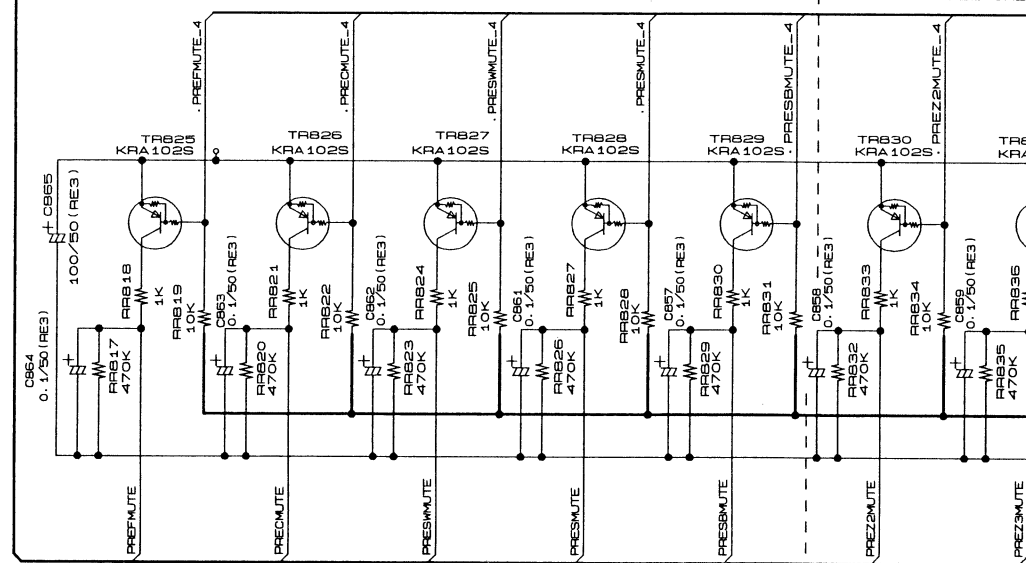 .PREFMUTE_4
.PRECMUTE_4
.PRESWMUTE_4
.PRESMUTE_4
PRESBMUTE_4
PREZ2MUTE_4
TR825
KRA102S
TR826
KRA102S
TR827
KRA102S
TR828
KRA102S
TR829
KRA102S.
TR830
KRA102S.
C865
100/50(RE3)
RR818
1K
RR819
10K
C863
0.1/50(RE3)
RR821
1K
RR822
10K
C862
0.1/50(RE3)
RR824
1K
RR825
10K
C861
0.1/50(RE3)
RR827
1K
RR828
10K
C857
0.1/50(RE3)
RR830
1K
RR831
10K
C858
0.1/50(RE3)
RR833
1K
RR834
10K
C859
0.1/50(RE3)
RR836
C864
0.1/50(RE3)
RR817
470K
RR820
470K
RR823
470K
RR826
470K
RR829
470K
RR832
470K
RR835
470K
PREFMUTE
PRECMUTE
PRESWMUTE
PRESMUTE
PRESBMUTE
PREZ2MUTE
PREZ3MUTE